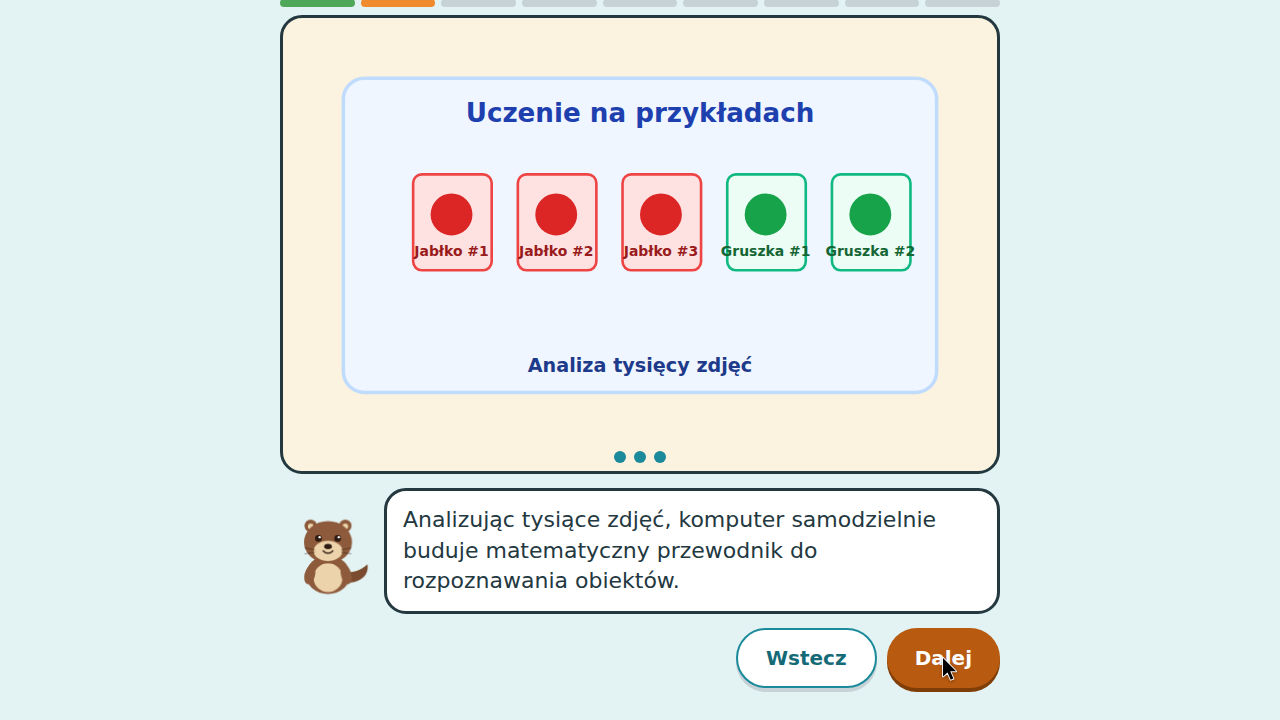 Uczenie na przykładach
Jabłko #1
Jabłko #2
Jabłko #3
Gruszka #1
Gruszka #2
Analiza tysięcy zdjęć
Analizując tysiące zdjęć, komputer samodzielnie
buduje matematyczny przewodnik do
rozpoznawania obiektów.
Wstecz
Dalej